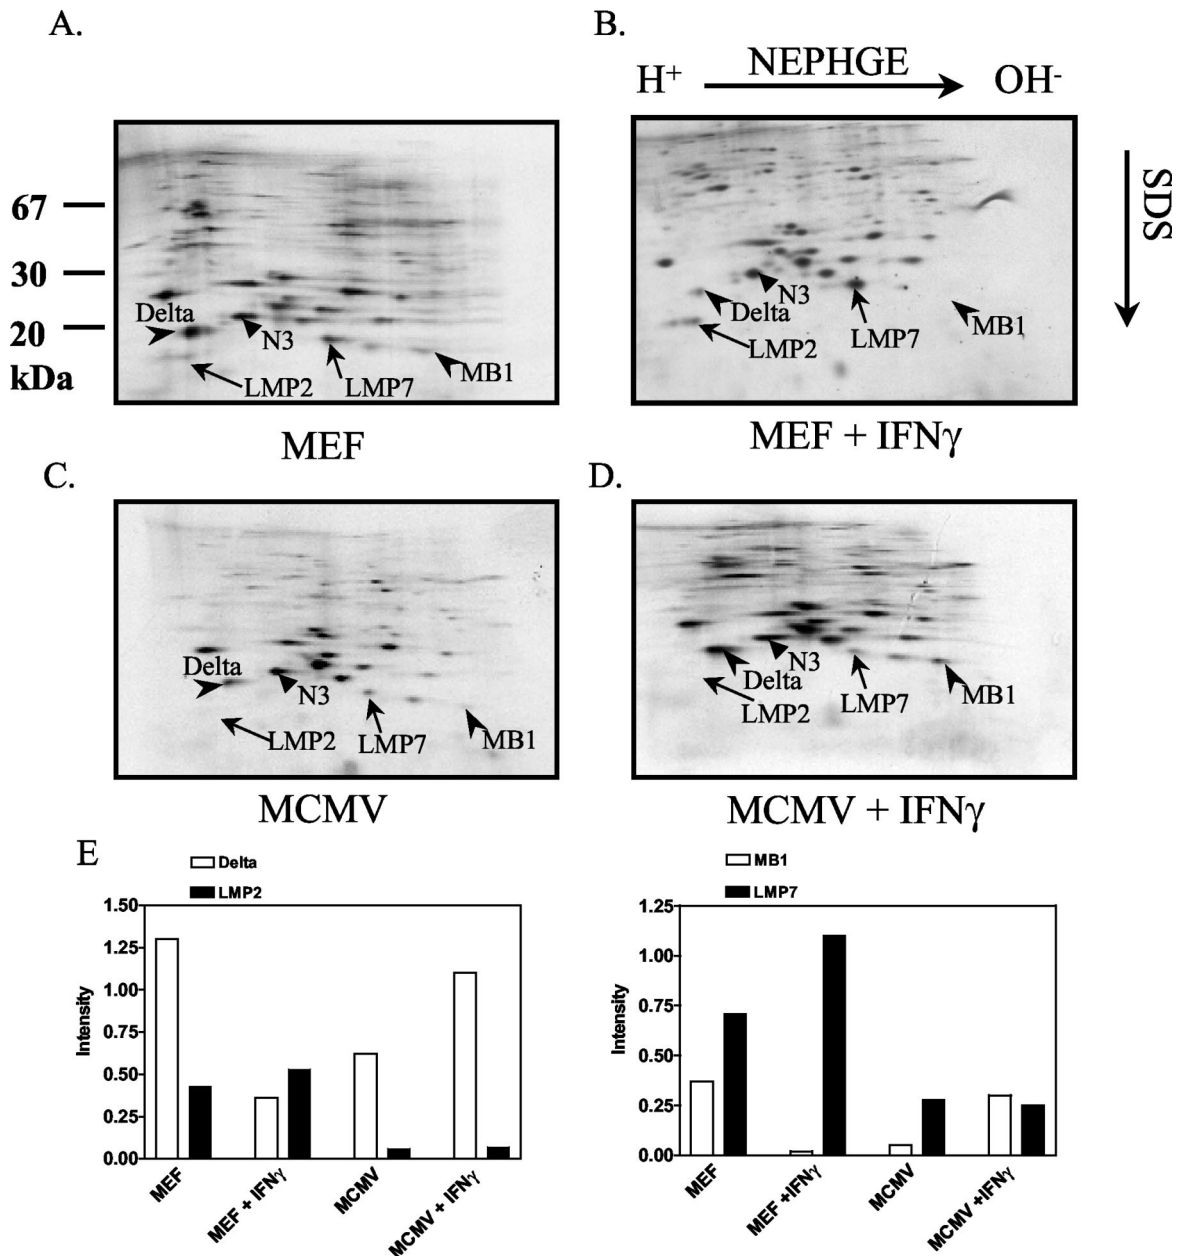 A.
B.
H+ NEPHGE OH-
67
30
20
kDa
Delta
N3
LMP2
LMP7
MB1
MEF
N3
Delta
LMP2
LMP7
MB1
SDS
MEF + IFNγ
C.
D.
Delta
N3
LMP2
LMP7
MB1
MCMV
N3
Delta
LMP2
LMP7
MB1
MCMV + IFNγ
E
Delta
LMP2
1.50
1.25
1.00
0.75
0.50
0.25
0.00
Intensity
MEF
MEF + IFNγ
MCMV
MCMV + IFNγ
MB1
LMP7
1.25
1.00
0.75
0.50
0.25
0.00
Intensity
MEF
MEF +IFNγ
MCMV
MCMV +IFNγ